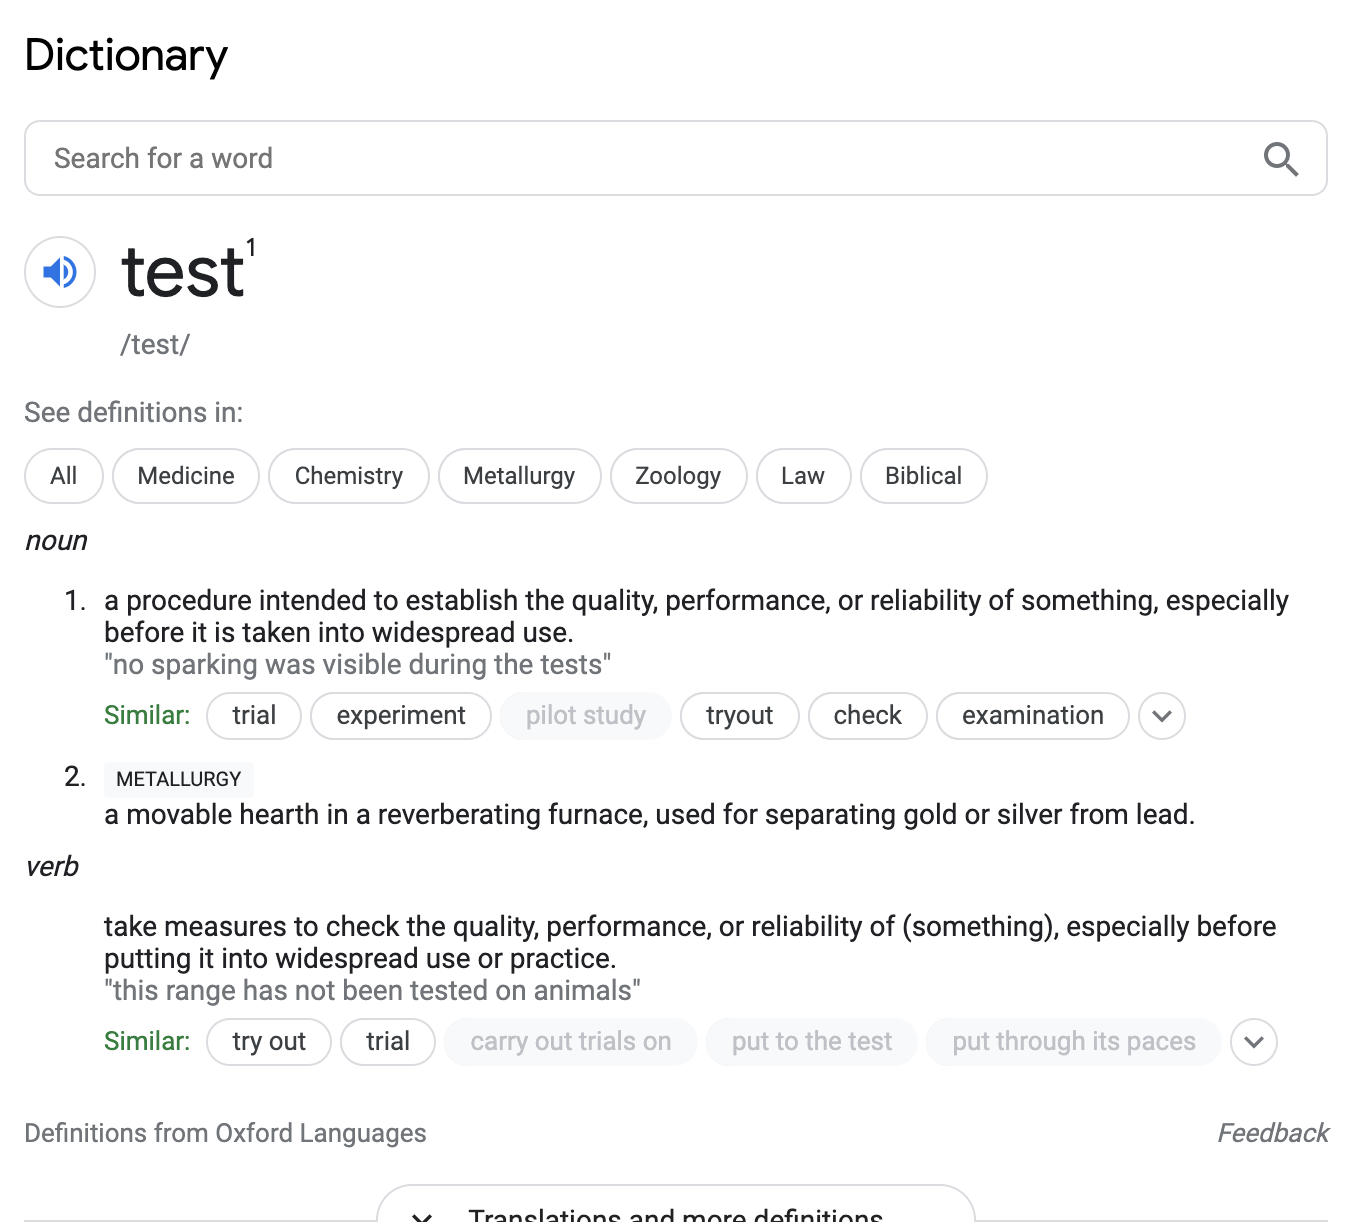 Dictionary
Search for a word
test1
/test/
See definitions in:
All Medicine Chemistry Metallurgy Zoology Law Biblical
noun
1. a procedure intended to establish the quality, performance, or reliability of something, especially
before it is taken into widespread use.
"no sparking was visible during the tests"
Similar: trial experiment pilot study tryout check examination
2. METALLURGY
a movable hearth in a reverberating furnace, used for separating gold or silver from lead.
verb
take measures to check the quality, performance, or reliability of (something), especially before
putting it into widespread use or practice.
"this range has not been tested on animals"
Similar: try out trial carry out trials on put to the test put through its paces
Definitions from Oxford Languages Feedback
Translations and more definitions